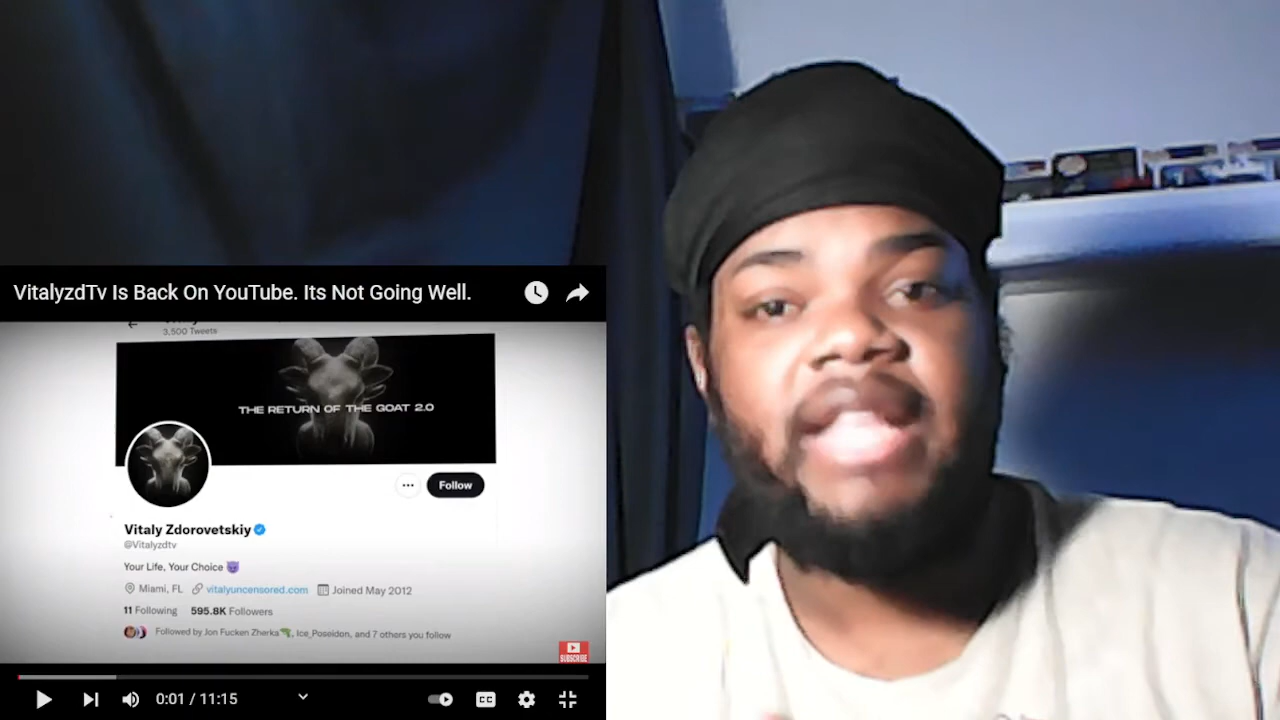 VitalyzdTv Is Back On YouTube. Its Not Going Well.
3,500 Tweets
THE RETURN OF THE GOAT 2.0
Follow
Vitaly Zdorovetskiy
@Vitalyzdtv
Your Life, Your Choice 😈
Miami, FL vitalyuncensored.com Joined May 2012
11 Following 595.8K Followers
Followed by Jon Fucken Zherka, Ice_Poseidon, and 7 others you follow
SUBSCRIBE
0:01 / 11:15
CC